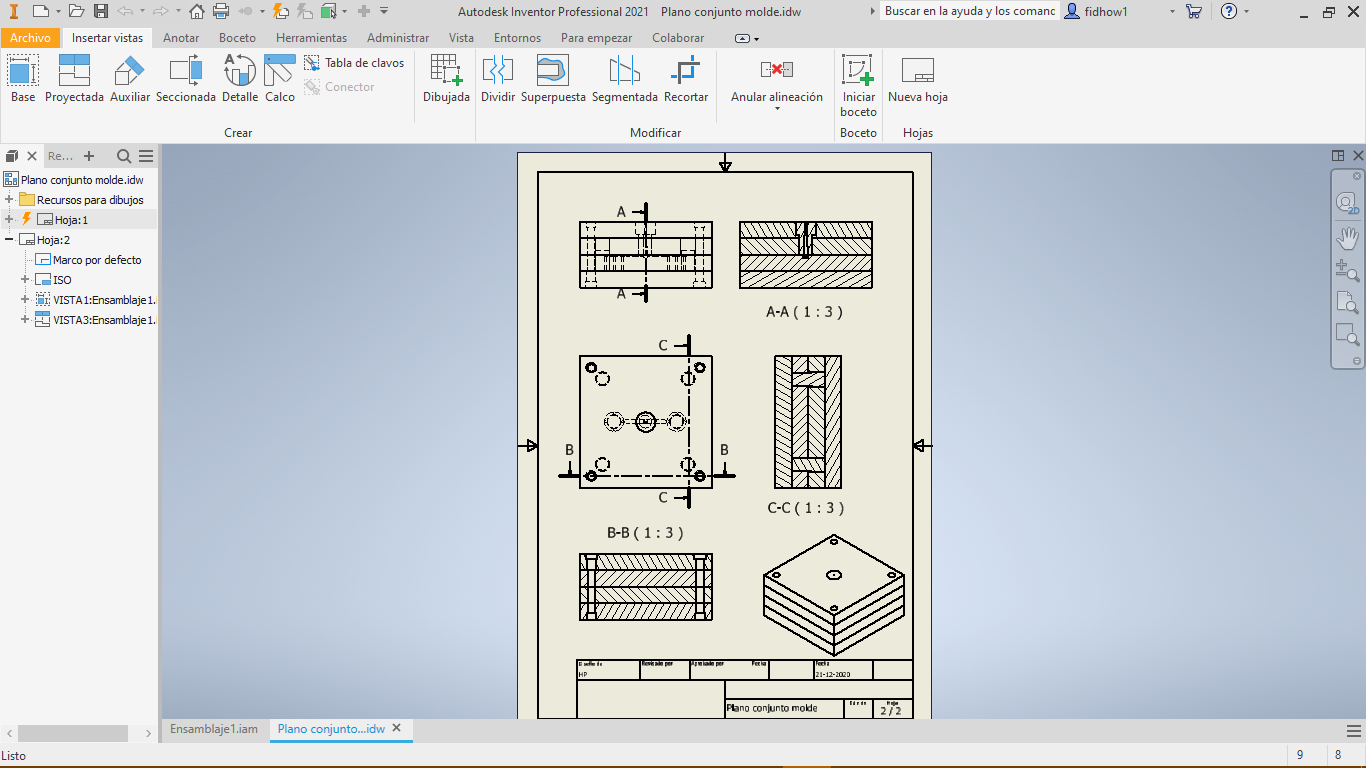 Autodesk Inventor Professional 2021 Plano conjunto molde.idw
Buscar en la ayuda y los comanc
fidhow1
Archivo Insertar vistas Anotar Boceto Herramientas Administrar Vista Entornos Para empezar Colaborar
Base
Proyectada
Auxiliar
Seccionada
Detalle
Calco
Tabla de clavos
Conector
Dibujada
Dividir
Superpuesta
Segmentada
Recortar
Anular alineación
Iniciar
boceto
Nueva hoja
Crear
Modificar
Boceto
Hojas
Re...
Plano conjunto molde.idw
Recursos para dibujos
Hoja:1
Hoja:2
Marco por defecto
ISO
VISTA1:Ensamblaje1.
VISTA3:Ensamblaje1.
2D
A
A
A-A ( 1 : 3 )
C
B
B
C
C-C ( 1 : 3 )
B-B ( 1 : 3 )
Revisado por
Aprobado por
Fecha
Fecha
HP
21-12-2020
Plano conjunto molde
Hoja
2 / 2
Ensamblaje1.iam
Plano conjunto...idw
Listo
9
8